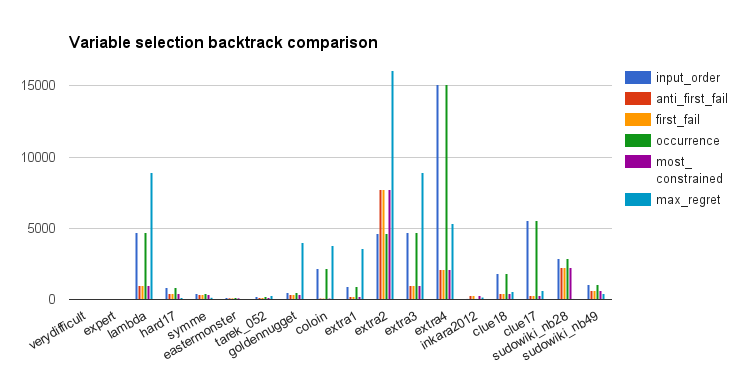 Variable selection backtrack comparison
15000
10000
5000
0
verydifficult
expert
lambda
hard17
symme
eastermonster
tarek_052
goldennugget
coloin
extra1
extra2
extra3
extra4
inkara2012
clue18
clue17
sudowiki_nb28
sudowiki_nb49
input_order
anti_first_fail
first_fail
occurrence
most_
constrained
max_regret